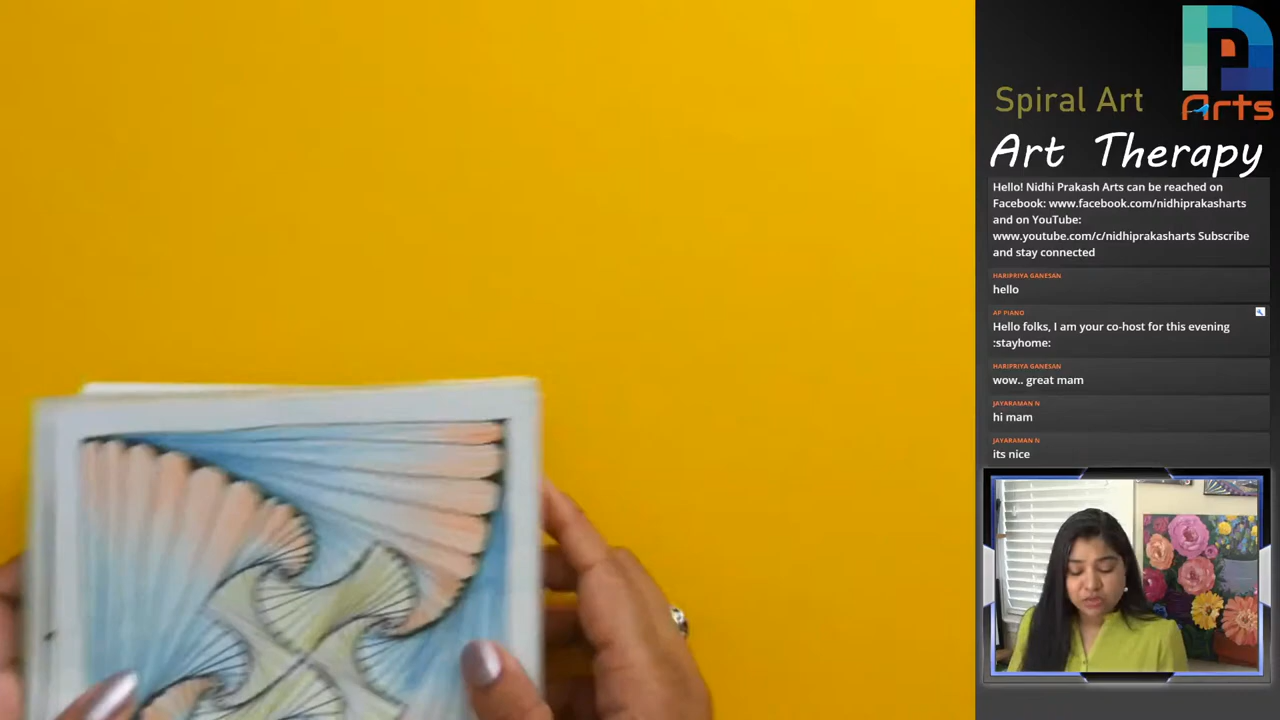 Spiral Art
Arts
Art Therapy
Hello! Nidhi Prakash Arts can be reached on
Facebook: www.facebook.com/nidhiprakasharts
and on YouTube:
www.youtube.com/c/nidhiprakasharts Subscribe
and stay connected
HARIPRIYA GANESAN
hello
AP PIANO
Hello folks, I am your co-host for this evening
:stayhome:
HARIPRIYA GANESAN
wow.. great mam
JAYARAMAN N
hi mam
JAYARAMAN N
its nice